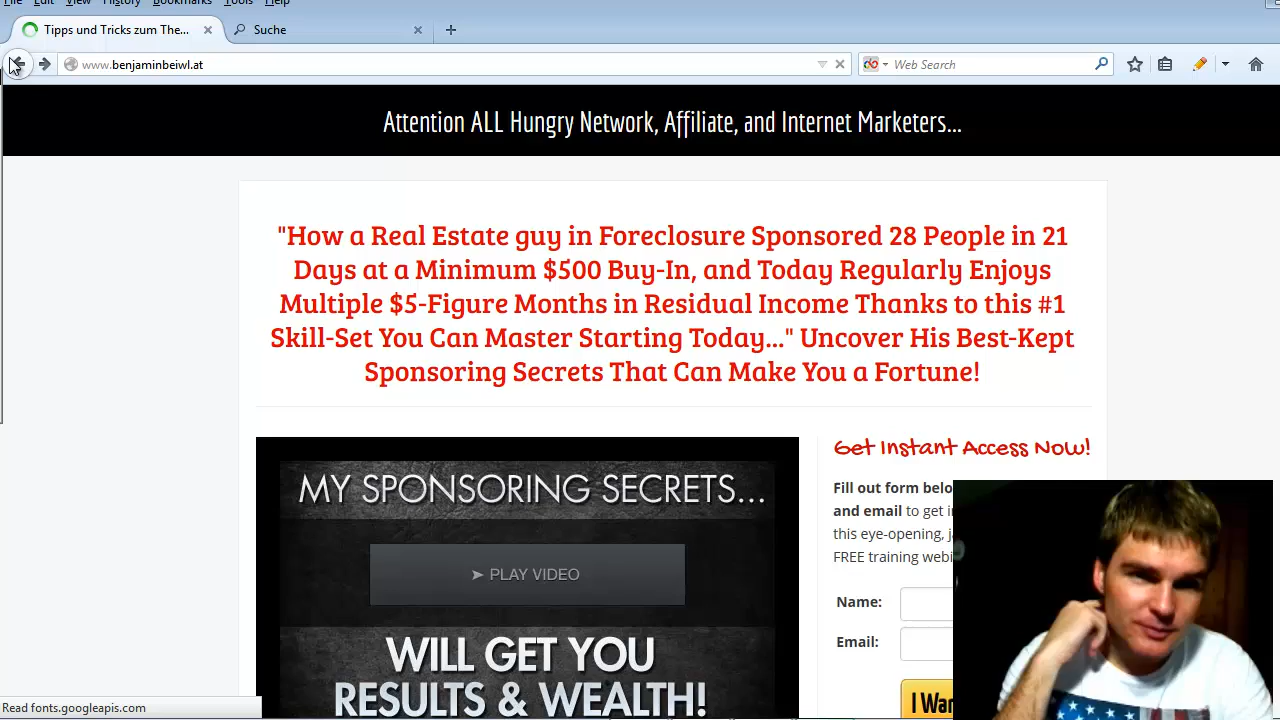 File Edit View History Bookmarks Tools Help
Tipps und Tricks zum The...
Suche
www.benjaminbeiwl.at
Web Search
Attention ALL Hungry Network, Affiliate, and Internet Marketers...
"How a Real Estate guy in Foreclosure Sponsored 28 People in 21
Days at a Minimum $500 Buy-In, and Today Regularly Enjoys
Multiple $5-Figure Months in Residual Income Thanks to this #1
Skill-Set You Can Master Starting Today..." Uncover His Best-Kept
Sponsoring Secrets That Can Make You a Fortune!
MY SPONSORING SECRETS...
► PLAY VIDEO
WILL GET YOU
RESULTS & WEALTH!
Get Instant Access Now!
Fill out form belo
and email to get i
this eye-opening, j
FREE training webi
Name:
Email:
I Wan
Read fonts.googleapis.com